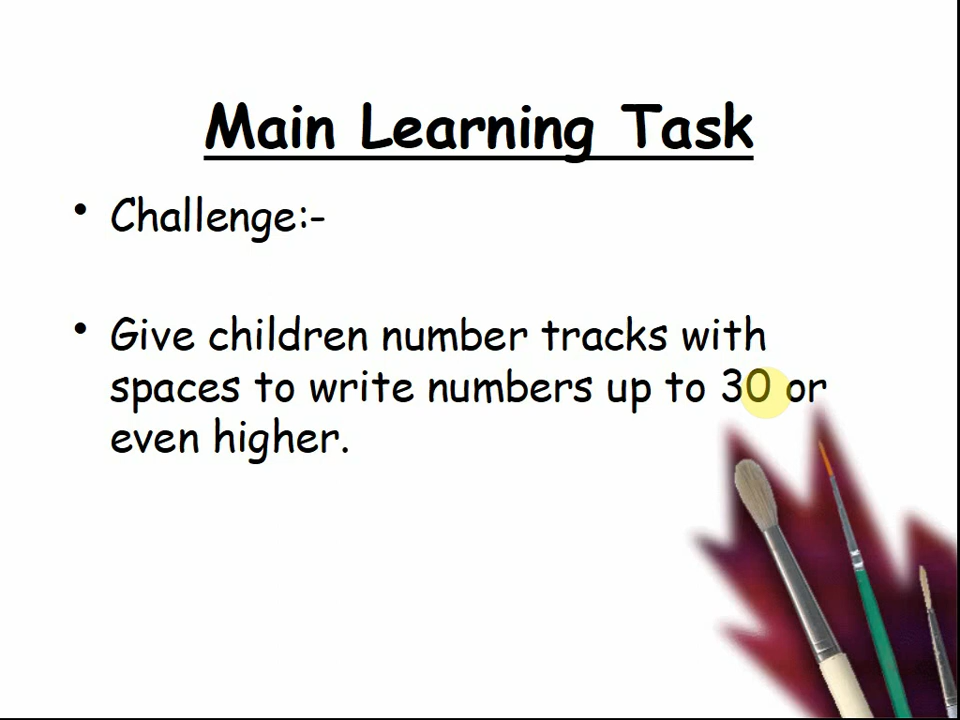 Main Learning Task
• Challenge:-
• Give children number tracks with
spaces to write numbers up to 30 or
even higher.